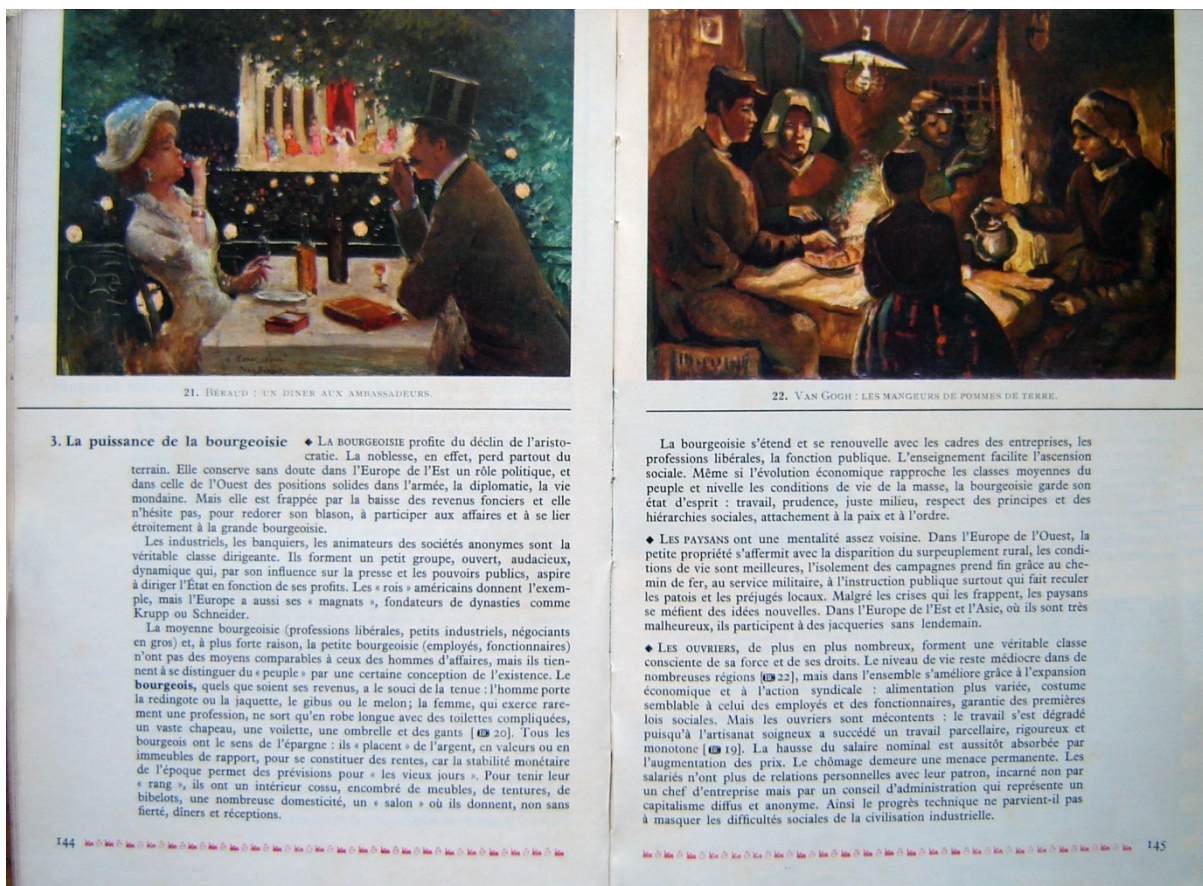 21. BÉRAUD : UN DINER AUX AMBASSADEURS.
3. La puissance de la bourgeoisie ◆ LA BOURGEOISIE profite du déclin de l'aristo-
cratie. La noblesse, en effet, perd partout du
terrain. Elle conserve sans doute dans l'Europe de l'Est un rôle politique, et
dans celle de l'Ouest des positions solides dans l'armée, la diplomatie, la vie
mondaine. Mais elle est frappée par la baisse des revenus fonciers et elle
n'hésite pas, pour redorer son blason, à participer aux affaires et à se lier
étroitement à la grande bourgeoisie.
Les industriels, les banquiers, les animateurs des sociétés anonymes sont la
véritable classe dirigeante. Ils forment un petit groupe, ouvert, audacieux,
dynamique qui, par son influence sur la presse et les pouvoirs publics, aspire
à diriger l'État en fonction de ses profits. Les « rois » américains donnent l'exem-
ple, mais l'Europe a aussi ses « magnats », fondateurs de dynasties comme
Krupp ou Schneider.
La moyenne bourgeoisie (professions libérales, petits industriels, négociants
en gros) et, à plus forte raison, la petite bourgeoisie (employés, fonctionnaires)
n'ont pas des moyens comparables à ceux des hommes d'affaires, mais ils tien-
nent à se distinguer du « peuple » par une certaine conception de l'existence. Le
bourgeois, quels que soient ses revenus, a le souci de la tenue : l'homme porte
la redingote ou la jaquette, le gibus ou le melon; la femme, qui exerce rare-
ment une profession, ne sort qu'en robe longue avec des toilettes compliquées,
un vaste chapeau, une voilette, une ombrelle et des gants [20]. Tous les
bourgeois ont le sens de l'épargne : ils « placent » de l'argent, en valeurs ou en
immeubles de rapport, pour se constituer des rentes, car la stabilité monétaire
de l'époque permet des prévisions pour « les vieux jours ». Pour tenir leur
« rang », ils ont un intérieur cossu, encombré de meubles, de tentures, de
bibelots, une nombreuse domesticité, un « salon » où ils donnent, non sans
fierté, dîners et réceptions.
144
22. VAN GOGH : LES MANGEURS DE POMMES DE TERRE.
La bourgeoisie s'étend et se renouvelle avec les cadres des entreprises, les
professions libérales, la fonction publique. L'enseignement facilite l'ascension
sociale. Même si l'évolution économique rapproche les classes moyennes du
peuple et nivelle les conditions de vie de la masse, la bourgeoisie garde son
état d'esprit : travail, prudence, juste milieu, respect des principes et des
hiérarchies sociales, attachement à la paix et à l'ordre.
◆ LES PAYSANS ont une mentalité assez voisine. Dans l'Europe de l'Ouest, la
petite propriété s'affermit avec la disparition du surpeuplement rural, les condi-
tions de vie sont meilleures, l'isolement des campagnes prend fin grâce au che-
min de fer, au service militaire, à l'instruction publique surtout qui fait reculer
les patois et les préjugés locaux. Malgré les crises qui les frappent, les paysans
se méfient des idées nouvelles. Dans l'Europe de l'Est et l'Asie, où ils sont très
malheureux, ils participent à des jacqueries sans lendemain.
◆ LES OUVRIERS, de plus en plus nombreux, forment une véritable classe
consciente de sa force et de ses droits. Le niveau de vie reste médiocre dans de
nombreuses régions [22], mais dans l'ensemble s'améliore grâce à l'expansion
économique et à l'action syndicale : alimentation plus variée, costume
semblable à celui des employés et des fonctionnaires, garantie des premières
lois sociales. Mais les ouvriers sont mécontents : le travail s'est dégradé
puisqu'à l'artisanat soigneux a succédé un travail parcellaire, rigoureux et
monotone [19]. La hausse du salaire nominal est aussitôt absorbée par
l'augmentation des prix. Le chômage demeure une menace permanente. Les
salariés n'ont plus de relations personnelles avec leur patron, incarné non par
un chef d'entreprise mais par un conseil d'administration qui représente un
capitalisme diffus et anonyme. Ainsi le progrès technique ne parvient-il pas
à masquer les difficultés sociales de la civilisation industrielle.
145